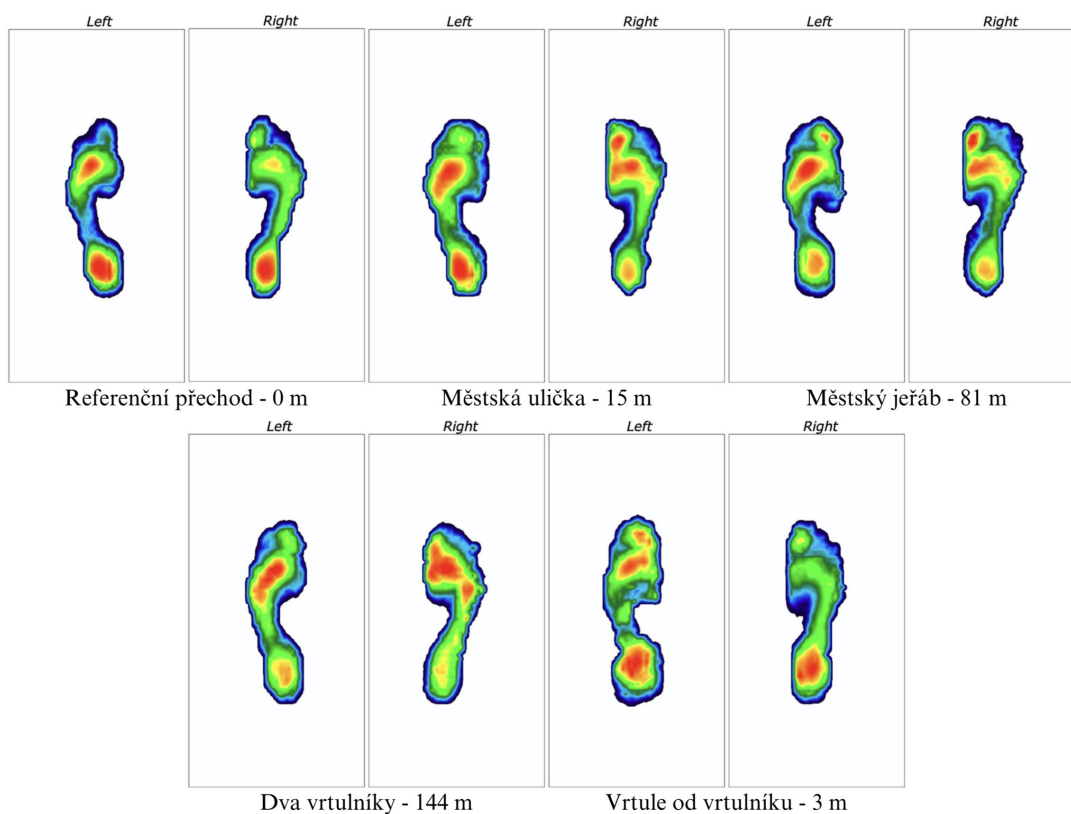 Left Right Left Right Left Right
Referenční přechod - 0 m Městská ulička - 15 m Městský jeřáb - 81 m
Left Right Left Right
Dva vrtulníky - 144 m Vrtule od vrtulníku - 3 m